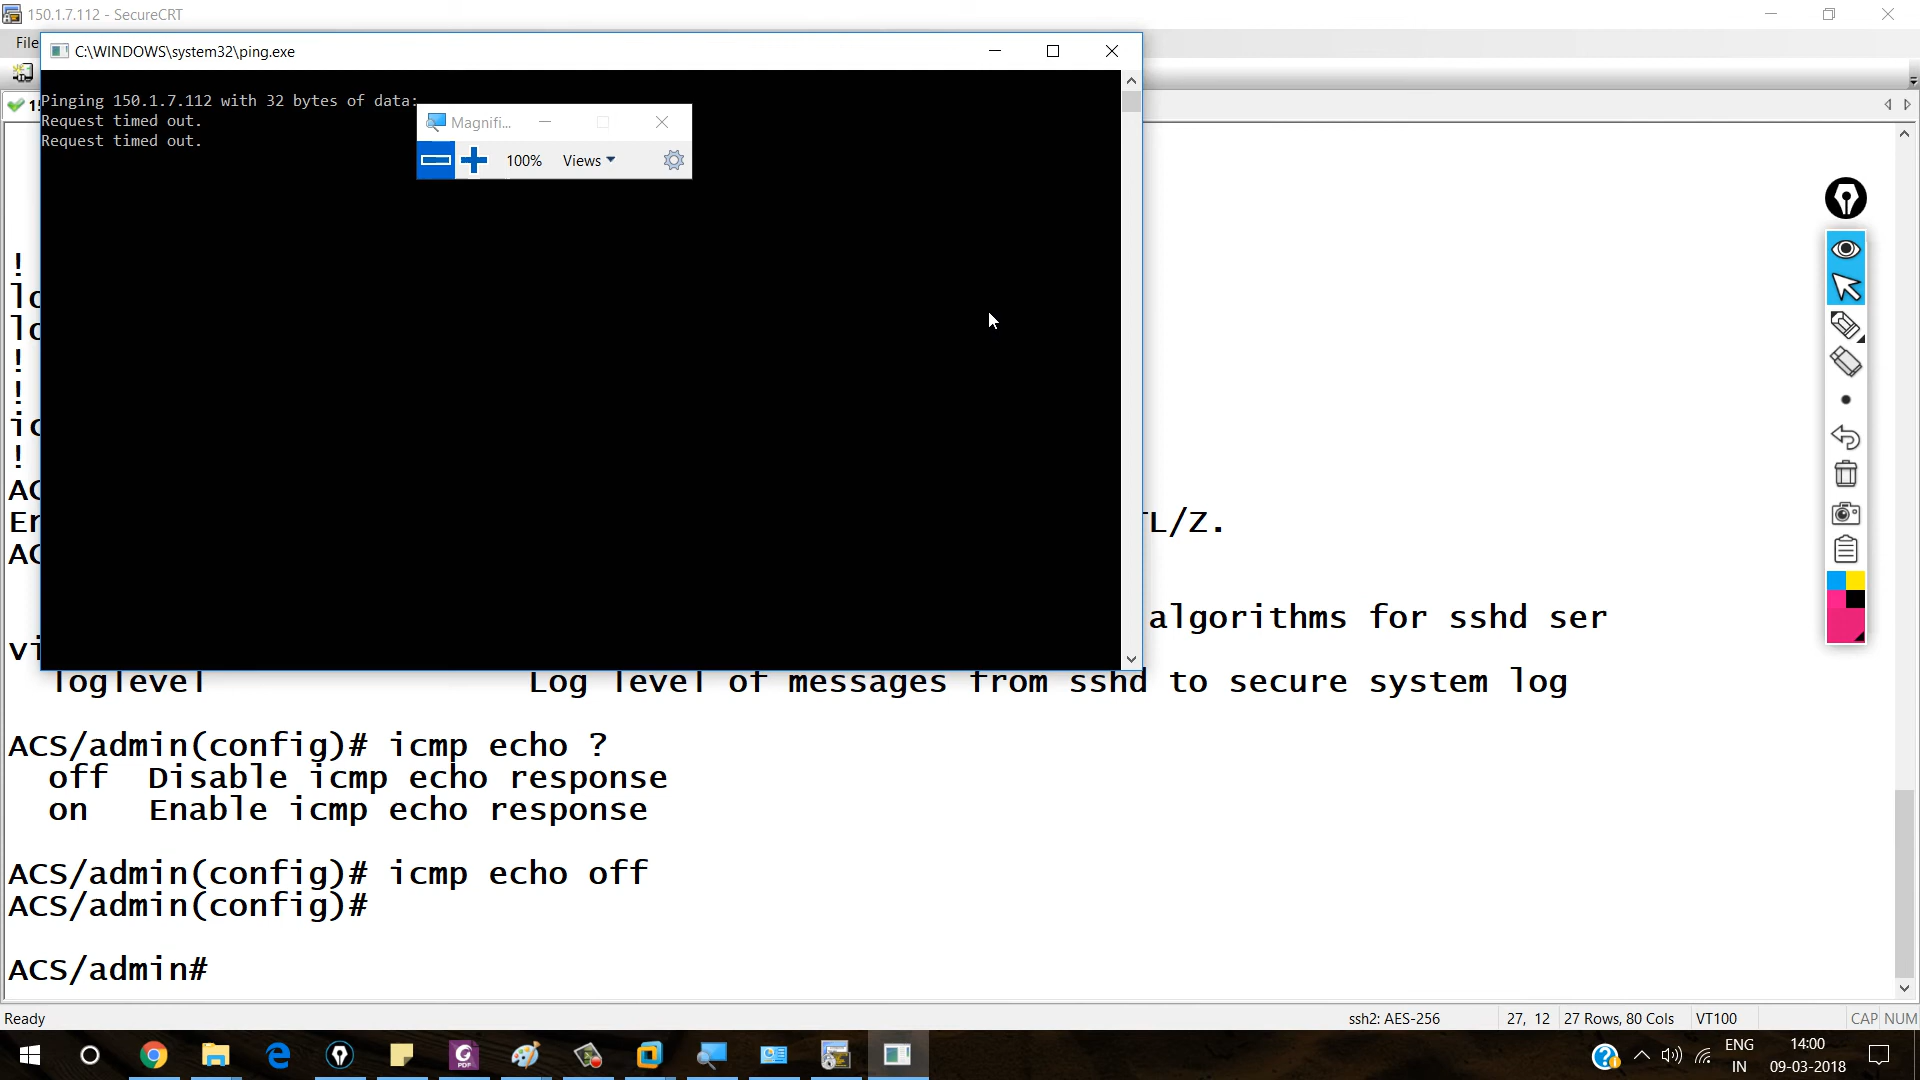 150.1.7.112 - SecureCRT
File
C:\WINDOWS\system32\ping.exe
Pinging 150.1.7.112 with 32 bytes of data:
Request timed out.
Request timed out.
Magnifi...
100%
Views
!
!
!
!
L/Z.
algorithms for sshd ser
loglevel Log level of messages from sshd to secure system log
ACS/admin(config)# icmp echo ?
off Disable icmp echo response
on Enable icmp echo response
ACS/admin(config)# icmp echo off
ACS/admin(config)#
ACS/admin#
Ready
ssh2: AES-256
27, 12
27 Rows, 80 Cols
VT100
CAP NUM
PDF
ENG
IN
14:00
09-03-2018